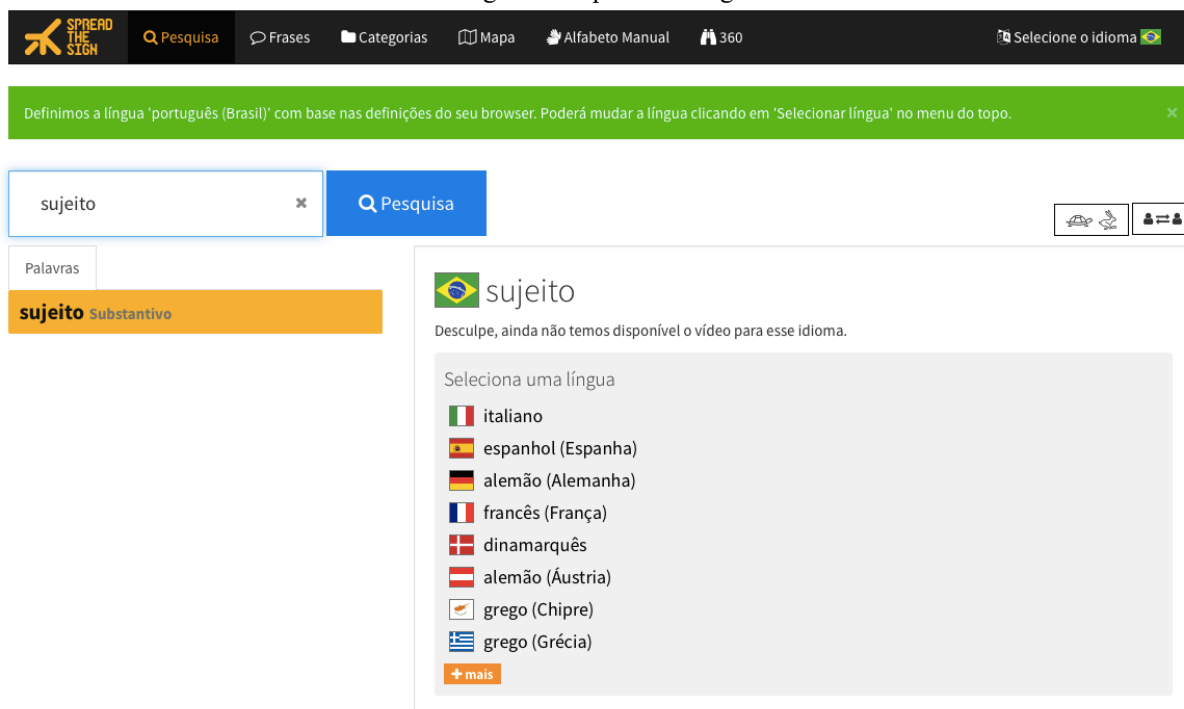 SPREAD
THE
SIGN
Pesquisa Frases Categorias Mapa Alfabeto Manual 360 Selecione o idioma
Definimos a língua 'português (Brasil)' com base nas definições do seu browser. Poderá mudar a língua clicando em 'Selecionar língua' no menu do topo. ×
sujeito ✖ Pesquisa
Palavras
sujeito Substantivo
sujeito
Desculpe, ainda não temos disponível o vídeo para esse idioma.
Seleciona uma língua
italiano
espanhol (Espanha)
alemão (Alemanha)
francês (França)
dinamarquês
alemão (Áustria)
grego (Chipre)
grego (Grécia)
+ mais